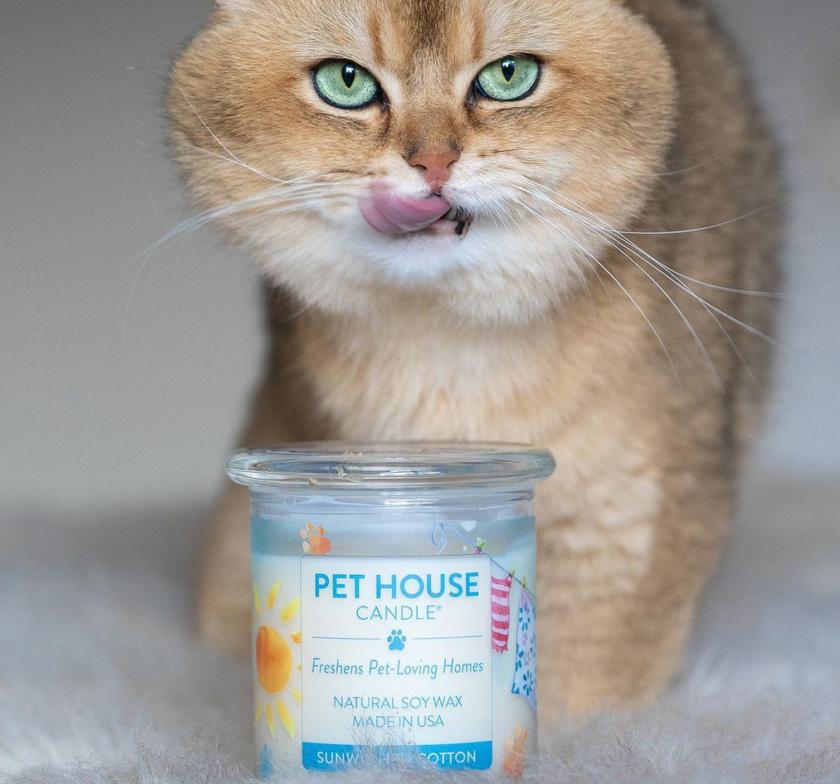 PET HOUSE
CANDLE®
Freshens Pet-Loving Homes
NATURAL SOY WAX
MADE IN USA
COTTON